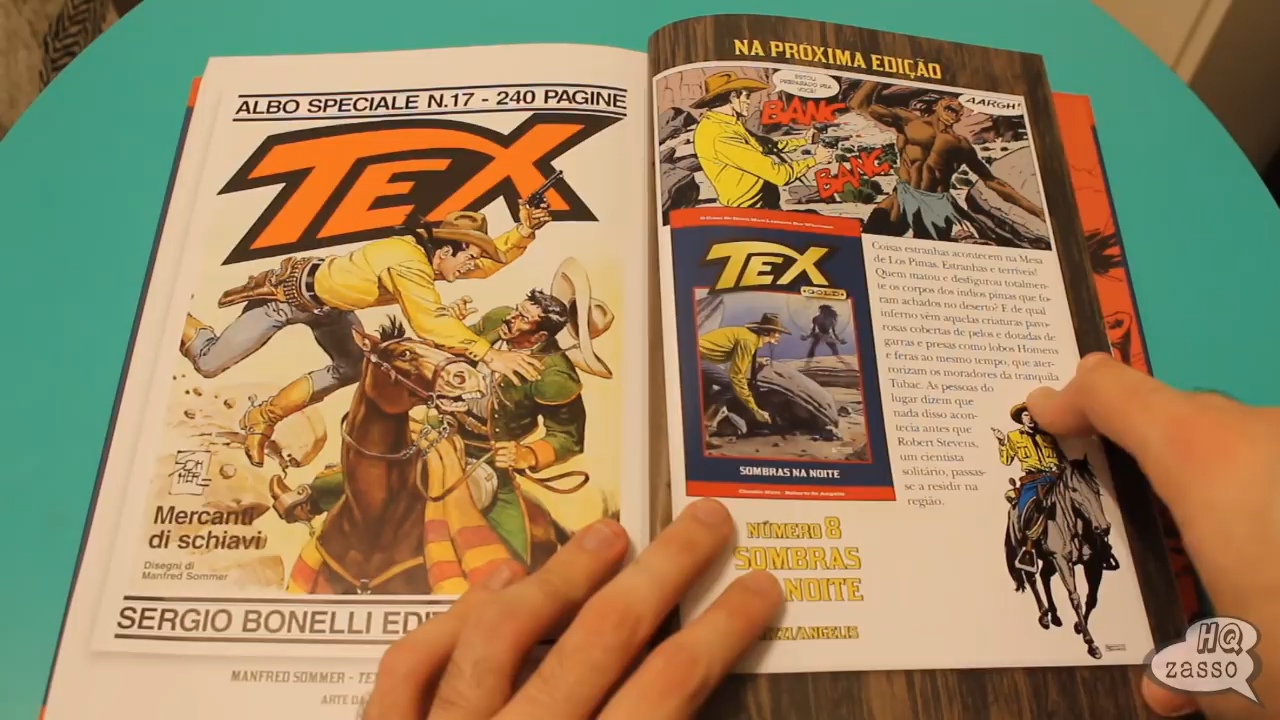 ALBO SPECIALE N.17 - 240 PAGINE
TEX
SOMMER
Mercanti
di schiavi
Disegni di
Manfred Sommer
SERGIO BONELLI EDI
MANFRED SOMMER - TEX
ARTE DA
NA PRÓXIMA EDIÇÃO
ESTOU
PREPARADO PRA
VOCÊ!
BANG
BANG
AARGH!
TEX
GOLD
SOMBRAS NA NOITE
Coisas estranhas acontecem na Mesa
de Los Pimas. Estranhas e terríveis!
Quem matou e desfigurou totalmen-
te os corpos dos índios pimas que fo-
ram achados no deserto? E de qual
inferno vêm aquelas criaturas pavo-
rosas cobertas de pelos e dotadas de
garras e presas como lobos Homens
e feras ao mesmo tempo, que ater-
rorizam os moradores da tranquila
Tubac. As pessoas do
lugar dizem que
nada disso acon-
tecia antes que
Robert Stevens,
um cientista
solitário, passas-
se a residir na
região.
NÚMERO 8
SOMBRAS
NOITE
ZZI/ANGELIS
HQ
zasso